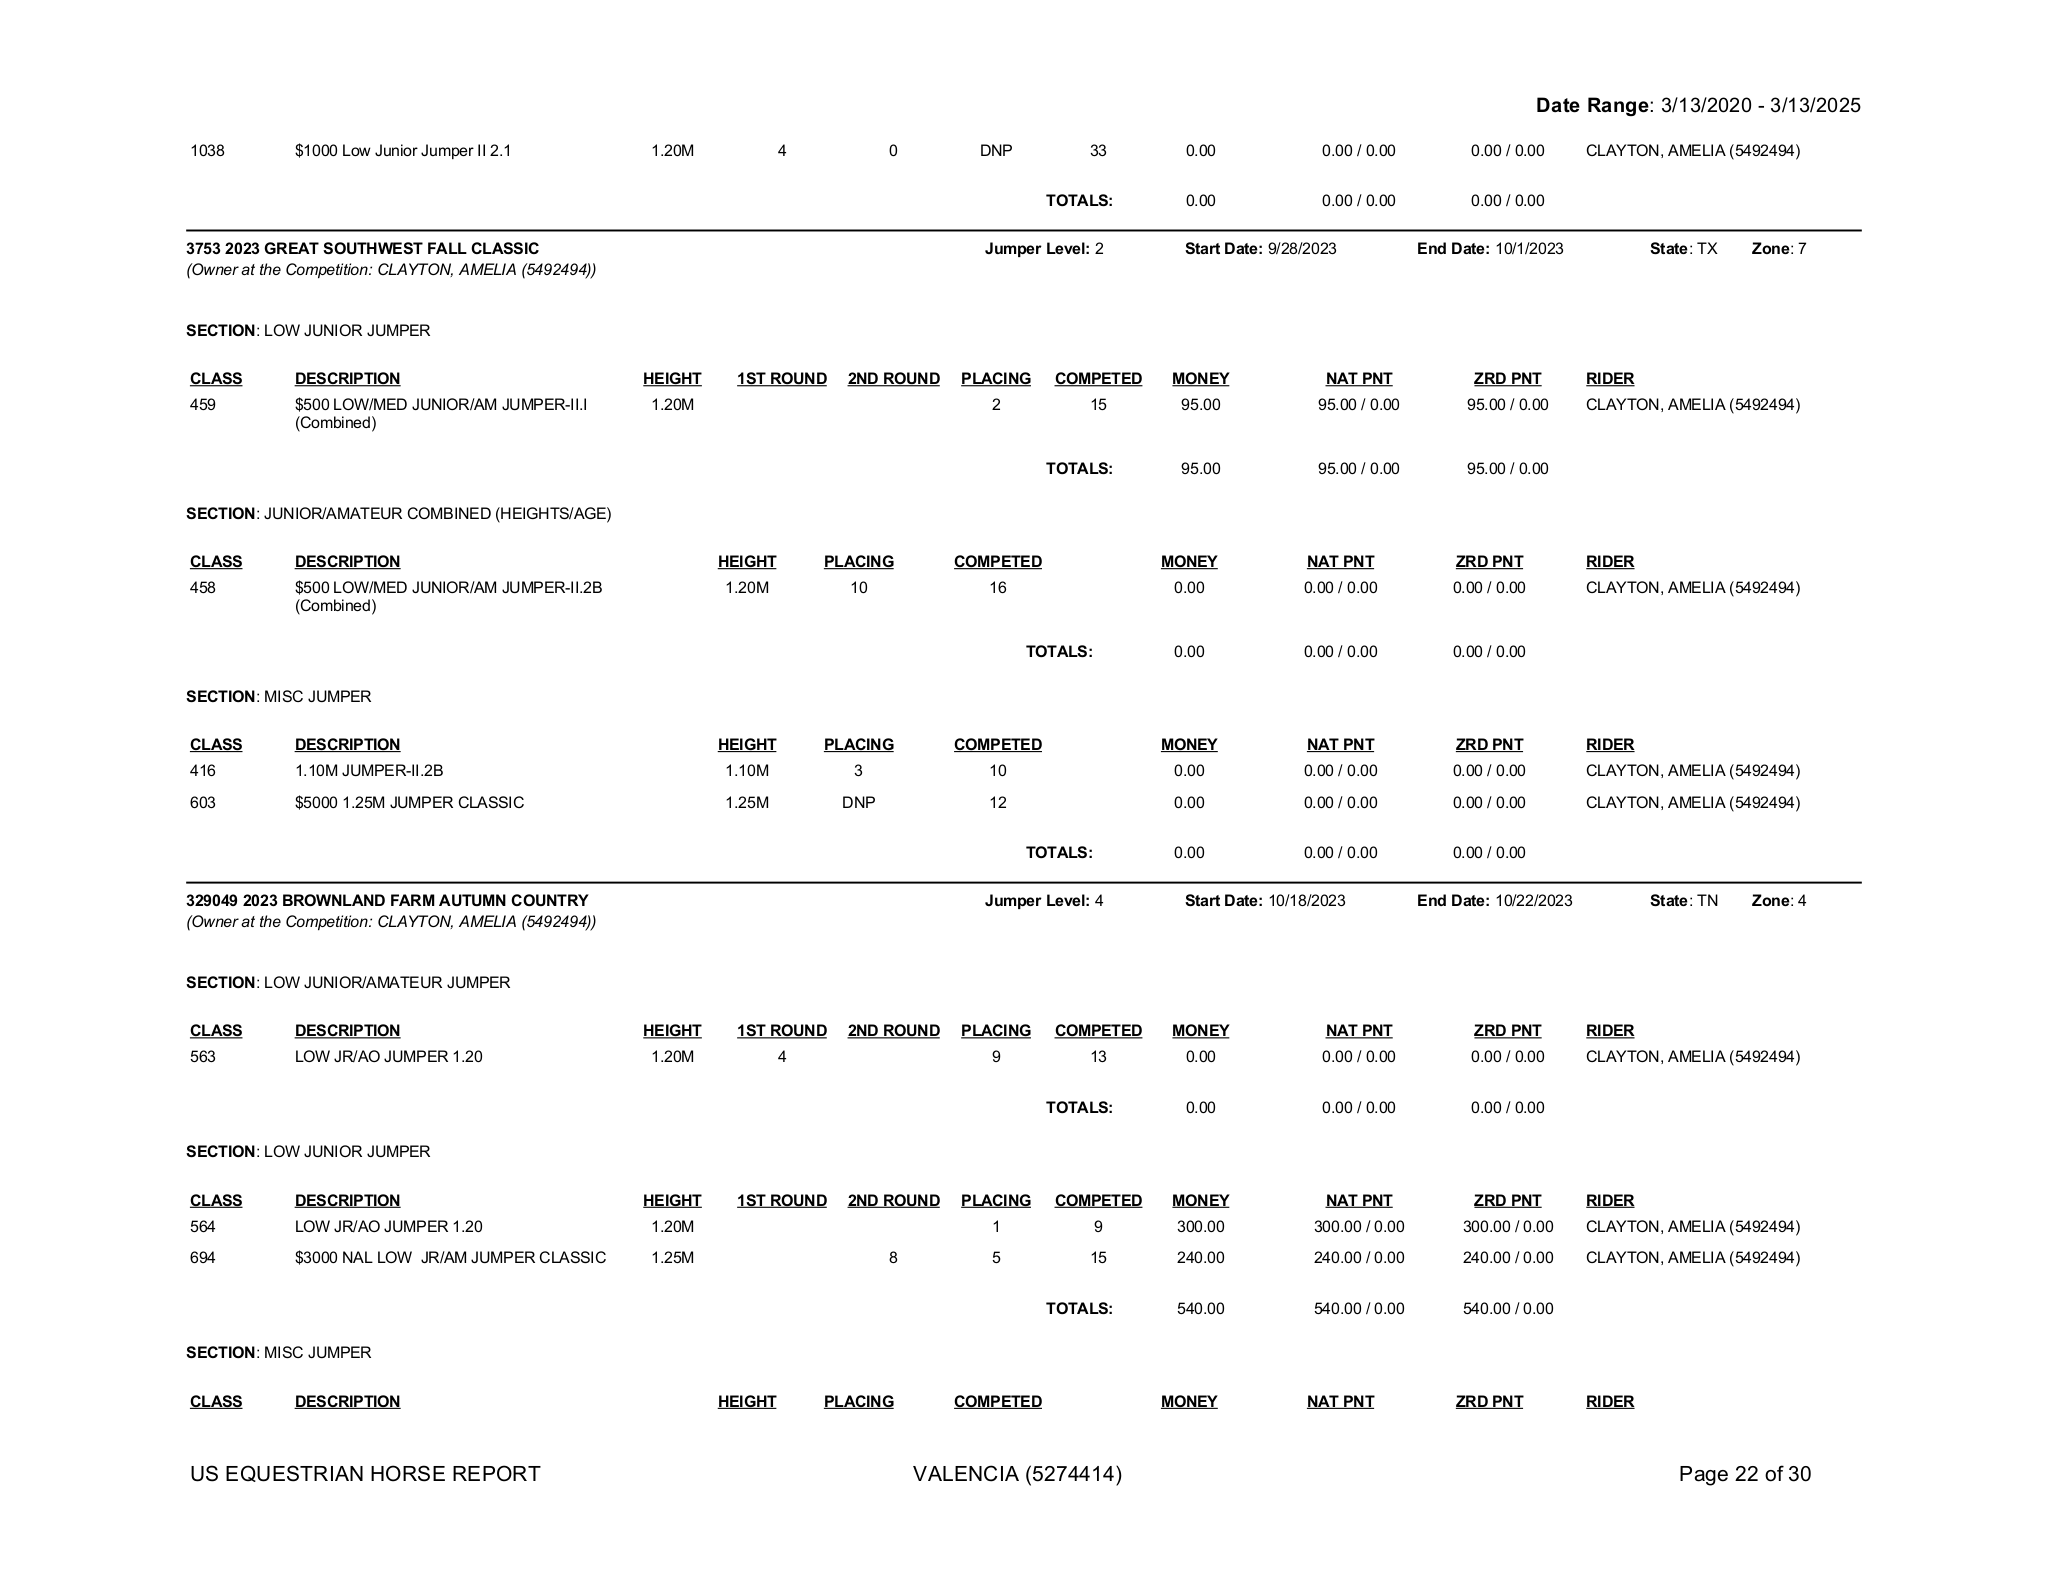 Date Range: 3/13/2020 - 3/13/2025
1038 $1000 Low Junior Jumper II 2.1 1.20M 4 0 DNP 33 0.00 0.00 / 0.00 0.00 / 0.00 CLAYTON, AMELIA (5492494)
TOTALS: 0.00 0.00 / 0.00 0.00 / 0.00
3753 2023 GREAT SOUTHWEST FALL CLASSIC Jumper Level: 2 Start Date: 9/28/2023 End Date: 10/1/2023 State: TX Zone: 7
(Owner at the Competition: CLAYTON, AMELIA (5492494))
SECTION: LOW JUNIOR JUMPER
CLASS DESCRIPTION HEIGHT 1ST ROUND 2ND ROUND PLACING COMPETED MONEY NAT PNT ZRD PNT RIDER
459 $500 LOW/MED JUNIOR/AM JUMPER-II.I 1.20M 2 15 95.00 95.00 / 0.00 95.00 / 0.00 CLAYTON, AMELIA (5492494)
(Combined)
TOTALS: 95.00 95.00 / 0.00 95.00 / 0.00
SECTION: JUNIOR/AMATEUR COMBINED (HEIGHTS/AGE)
CLASS DESCRIPTION HEIGHT PLACING COMPETED MONEY NAT PNT ZRD PNT RIDER
458 $500 LOW/MED JUNIOR/AM JUMPER-II.2B 1.20M 10 16 0.00 0.00 / 0.00 0.00 / 0.00 CLAYTON, AMELIA (5492494)
(Combined)
TOTALS: 0.00 0.00 / 0.00 0.00 / 0.00
SECTION: MISC JUMPER
CLASS DESCRIPTION HEIGHT PLACING COMPETED MONEY NAT PNT ZRD PNT RIDER
416 1.10M JUMPER-II.2B 1.10M 3 10 0.00 0.00 / 0.00 0.00 / 0.00 CLAYTON, AMELIA (5492494)
603 $5000 1.25M JUMPER CLASSIC 1.25M DNP 12 0.00 0.00 / 0.00 0.00 / 0.00 CLAYTON, AMELIA (5492494)
TOTALS: 0.00 0.00 / 0.00 0.00 / 0.00
329049 2023 BROWNLAND FARM AUTUMN COUNTRY Jumper Level: 4 Start Date: 10/18/2023 End Date: 10/22/2023 State: TN Zone: 4
(Owner at the Competition: CLAYTON, AMELIA (5492494))
SECTION: LOW JUNIOR/AMATEUR JUMPER
CLASS DESCRIPTION HEIGHT 1ST ROUND 2ND ROUND PLACING COMPETED MONEY NAT PNT ZRD PNT RIDER
563 LOW JR/AO JUMPER 1.20 1.20M 4 9 13 0.00 0.00 / 0.00 0.00 / 0.00 CLAYTON, AMELIA (5492494)
TOTALS: 0.00 0.00 / 0.00 0.00 / 0.00
SECTION: LOW JUNIOR JUMPER
CLASS DESCRIPTION HEIGHT 1ST ROUND 2ND ROUND PLACING COMPETED MONEY NAT PNT ZRD PNT RIDER
564 LOW JR/AO JUMPER 1.20 1.20M 1 9 300.00 300.00 / 0.00 300.00 / 0.00 CLAYTON, AMELIA (5492494)
694 $3000 NAL LOW JR/AM JUMPER CLASSIC 1.25M 8 5 15 240.00 240.00 / 0.00 240.00 / 0.00 CLAYTON, AMELIA (5492494)
TOTALS: 540.00 540.00 / 0.00 540.00 / 0.00
SECTION: MISC JUMPER
CLASS DESCRIPTION HEIGHT PLACING COMPETED MONEY NAT PNT ZRD PNT RIDER
US EQUESTRIAN HORSE REPORT VALENCIA (5274414) Page 22 of 30